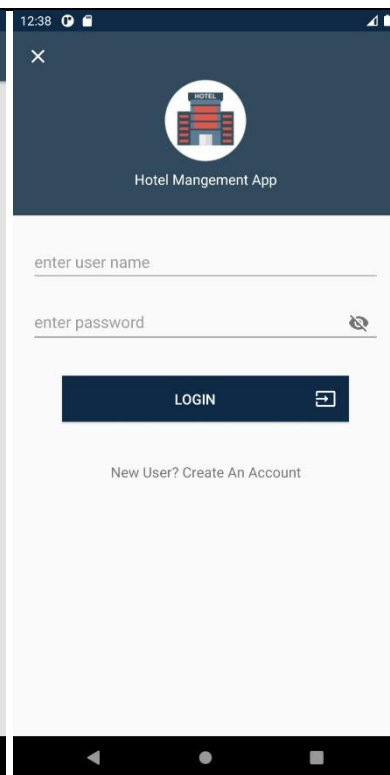 12:38
HOTEL
Hotel Mangement App
enter user name
enter password
LOGIN
New User? Create An Account